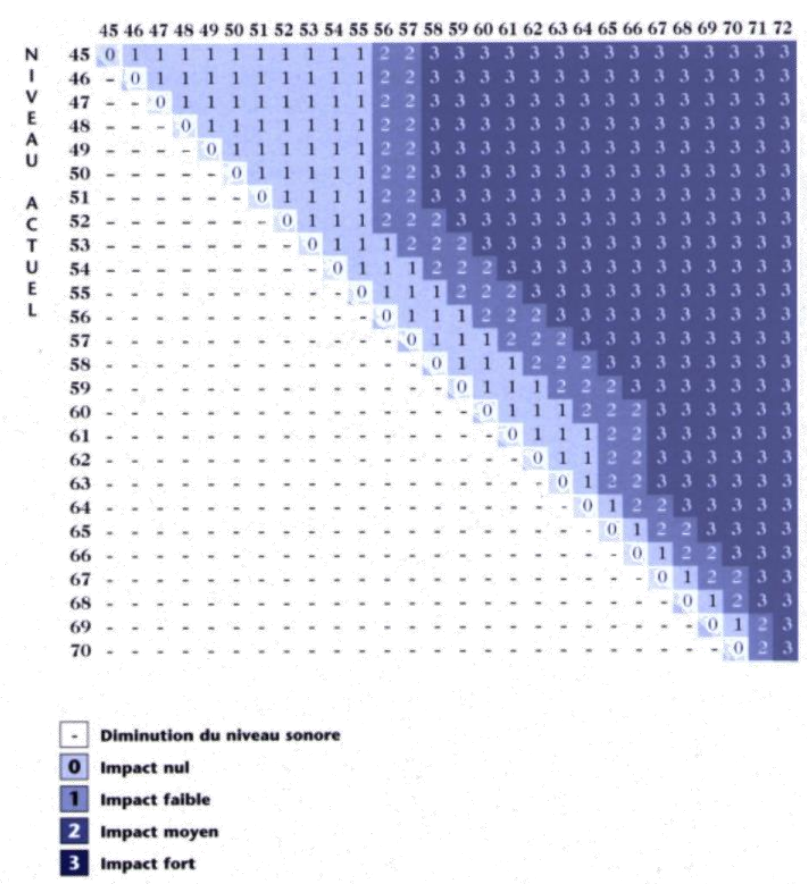 45 46 47 48 49 50 51 52 53 54 55 56 57 58 59 60 61 62 63 64 65 66 67 68 69 70 71 72
NIVEAU ACTUEL
45 0 1 1 1 1 1 1 1 1 1 1 2 2 3 3 3 3 3 3 3 3 3 3 3 3 3 3 3
46 - 0 1 1 1 1 1 1 1 1 1 2 2 3 3 3 3 3 3 3 3 3 3 3 3 3 3 3
47 - - 0 1 1 1 1 1 1 1 1 2 2 3 3 3 3 3 3 3 3 3 3 3 3 3 3 3
48 - - - 0 1 1 1 1 1 1 1 2 2 3 3 3 3 3 3 3 3 3 3 3 3 3 3 3
49 - - - - 0 1 1 1 1 1 1 2 2 3 3 3 3 3 3 3 3 3 3 3 3 3 3 3
50 - - - - - 0 1 1 1 1 1 2 2 3 3 3 3 3 3 3 3 3 3 3 3 3 3 3
51 - - - - - - 0 1 1 1 1 2 2 3 3 3 3 3 3 3 3 3 3 3 3 3 3 3
52 - - - - - - - 0 1 1 1 2 2 2 3 3 3 3 3 3 3 3 3 3 3 3 3 3
53 - - - - - - - - 0 1 1 1 2 2 2 3 3 3 3 3 3 3 3 3 3 3 3 3
54 - - - - - - - - - 0 1 1 1 2 2 2 3 3 3 3 3 3 3 3 3 3 3 3
55 - - - - - - - - - - 0 1 1 1 2 2 2 3 3 3 3 3 3 3 3 3 3 3
56 - - - - - - - - - - - 0 1 1 1 2 2 2 3 3 3 3 3 3 3 3 3 3
57 - - - - - - - - - - - - 0 1 1 1 2 2 2 3 3 3 3 3 3 3 3 3
58 - - - - - - - - - - - - - 0 1 1 1 2 2 2 3 3 3 3 3 3 3 3
59 - - - - - - - - - - - - - - 0 1 1 1 2 2 2 3 3 3 3 3 3 3
60 - - - - - - - - - - - - - - - 0 1 1 1 2 2 2 3 3 3 3 3 3
61 - - - - - - - - - - - - - - - - 0 1 1 1 2 2 3 3 3 3 3 3
62 - - - - - - - - - - - - - - - - - 0 1 1 2 2 3 3 3 3 3 3
63 - - - - - - - - - - - - - - - - - - 0 1 2 2 3 3 3 3 3 3
64 - - - - - - - - - - - - - - - - - - - 0 1 2 2 3 3 3 3 3
65 - - - - - - - - - - - - - - - - - - - - 0 1 2 2 3 3 3 3
66 - - - - - - - - - - - - - - - - - - - - - 0 1 2 2 3 3 3
67 - - - - - - - - - - - - - - - - - - - - - - 0 1 2 2 3 3
68 - - - - - - - - - - - - - - - - - - - - - - - 0 1 2 3 3
69 - - - - - - - - - - - - - - - - - - - - - - - - 0 1 2 3
70 - - - - - - - - - - - - - - - - - - - - - - - - - 0 2 3
- Diminution du niveau sonore
0 Impact nul
1 Impact faible
2 Impact moyen
3 Impact fort